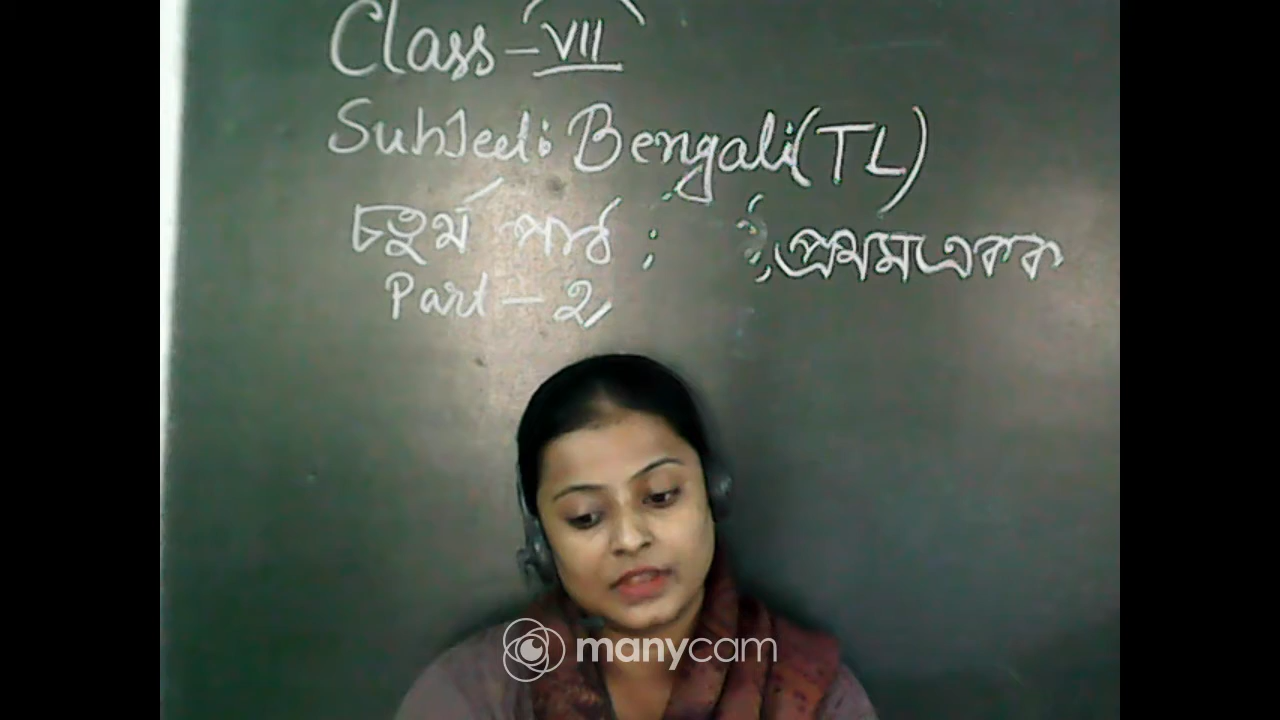 Class - VII
Subject: Bengali (TL)
চতুর্থ পাঠ : প্রথম একক
Part - 2
manycam